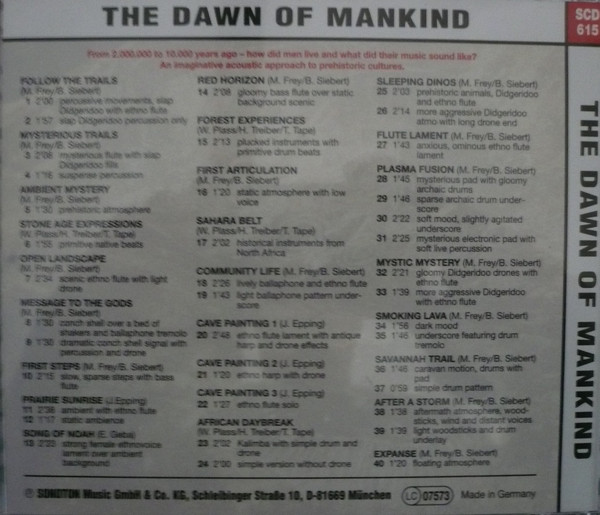 THE DAWN OF MANKIND
SCD
615
From 2,000,000 to 10,000 years ago – how did men live and what did their music sound like?
An imaginative acoustic approach to prehistoric cultures.
FOLLOW THE TRAILS
(M. Frey/B. Siebert)
1 2'00 percussive movements, slap
Didgeridoo with ethno flute
2 1'57 slap Didgeridoo percussion only
MYSTERIOUS TRAILS
(M. Frey/B. Siebert)
3 2'08 mysterious flute with slap
Didgeridoo fills
4 1'16 suspense percussion
AMBIENT MYSTERY
(M. Frey/B. Siebert)
5 1'30 prehistoric atmosphere
STONE AGE EXPRESSIONS
(W. Plass/H. Treiber/T. Tape)
6 1'55 primitive native beats
OPEN LANDSCAPE
(M. Frey/B. Siebert)
7 2'34 scenic ethno flute with light
drone
MESSAGE TO THE GODS
(M. Frey/B. Siebert)
8 1'30 conch shell over a bed of
shakers and ballaphone tremolo
9 1'30 dramatic conch shell signal with
percussion and drone
FIRST STEPS (M. Frey/B. Siebert)
10 2'15 slow, sparse steps with bass
flute
PRAIRIE SUNRISE (J. Epping)
11 2'38 ambient with ethno flute
12 1'17 static ambience
SONG OF NOAH (E. Geba)
13 2'22 strong female ethnovoice
lament over ambient
background
RED HORIZON (M. Frey/B. Siebert)
14 2'08 gloomy bass flute over static
background scenic
FOREST EXPERIENCES
(W. Plass/H. Treiber/T. Tape)
15 2'13 plucked instruments with
primitive drum beats
FIRST ARTICULATION
(M. Frey/B. Siebert)
16 1'20 static atmosphere with low
voice
SAHARA BELT
(W. Plass/H. Treiber/T. Tape)
17 2'02 historical instruments from
North Africa
COMMUNITY LIFE (M. Frey/B. Siebert)
18 2'26 lively ballaphone and ethno flute
19 1'43 light ballaphone pattern under-
score
CAVE PAINTING 1 (J. Epping)
20 2'48 ethno flute lament with antique
harp and drone effects
CAVE PAINTING 2 (J. Epping)
21 1'20 ethno harp with drone
CAVE PAINTING 3 (J. Epping)
22 1'27 ethno flute solo
AFRICAN DAYBREAK
(W. Plass/H. Treiber/T. Tape)
23 2'02 Kalimba with simple drum and
drone
24 2'00 simple version without drone
SLEEPING DINOS (M. Frey/B. Siebert)
25 2'03 prehistoric animals, Didgeridoo
and ethno flute
26 2'14 more aggressive Didgeridoo
atmo with long drone end
FLUTE LAMENT (M. Frey/B. Siebert)
27 1'43 anxious, ominous ethno flute
lament
PLASMA FUSION (M. Frey/B. Siebert)
28 1'45 mysterious pad with gloomy
archaic drums
29 1'48 sparse archaic drum under-
score
30 2'22 soft mood, slightly agitated
underscore
31 2'25 mysterious electronic pad with
soft live percussion
MYSTIC MYSTERY (M. Frey/B. Siebert)
32 2'21 gloomy Didgeridoo drones with
ethno flute
33 1'39 more aggressive Didgeridoo
with ethno flute
SMOKING LAVA (M. Frey/B. Siebert)
34 1'56 dark mood
35 1'46 underscore featuring drum
tremolo
SAVANNAH TRAIL (M. Frey/B. Siebert)
36 1'48 caravan motion, drums with
pad
37 0'59 simple drum pattern
AFTER A STORM (M. Frey/B. Siebert)
38 1'38 aftermath atmosphere, wood-
sticks, wind and distant voices
39 1'39 light woodsticks and drum
underlay
EXPANSE (M. Frey/B. Siebert)
40 1'20 floating atmosphere
℗ SONOTON Music GmbH & Co. KG, Schleibinger Straße 10, D-81669 München
LC 07573
Made in Germany
THE DAWN OF MANKIND